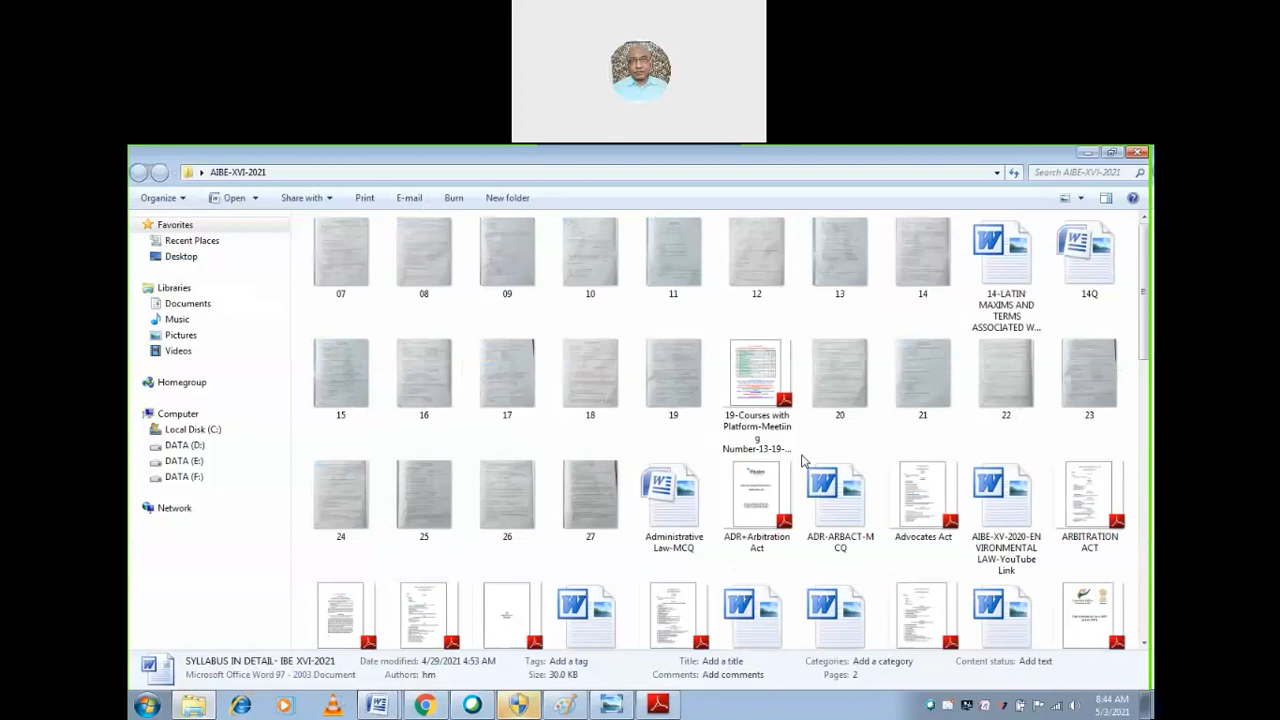 AIBE-XVI-2021
Search AIBE-XVI-2021
Organize
Open
Share with
Print
E-mail
Burn
New folder
Favorites
Recent Places
Desktop
Libraries
Documents
Music
Pictures
Videos
Homegroup
Computer
Local Disk (C:)
DATA (D:)
DATA (E:)
DATA (F:)
Network
07
08
09
10
11
12
13
14
14-LATIN
MAXIMS AND
TERMS
ASSOCIATED W...
14Q
15
16
17
18
19
19-Courses with
Platform-Meetiin
g
Number-13-19-...
20
21
22
23
24
25
26
27
Administrative
Law-MCQ
ADR+Arbitration
Act
ADR-ARBACT-M
CQ
Advocates Act
AIBE-XV-2020-EN
VIRONMENTAL
LAW-YouTube
Link
ARBITRATION
ACT
SYLLABUS IN DETAIL- IBE XVI-2021
Date modified: 4/29/2021 4:53 AM
Tags: Add a tag
Title: Add a title
Categories: Add a category
Content status: Add text
Microsoft Office Word 97 - 2003 Document
Authors: hm
Size: 30.0 KB
Subject: Add comments
Pages: 2
8:44 AM
5/3/2021